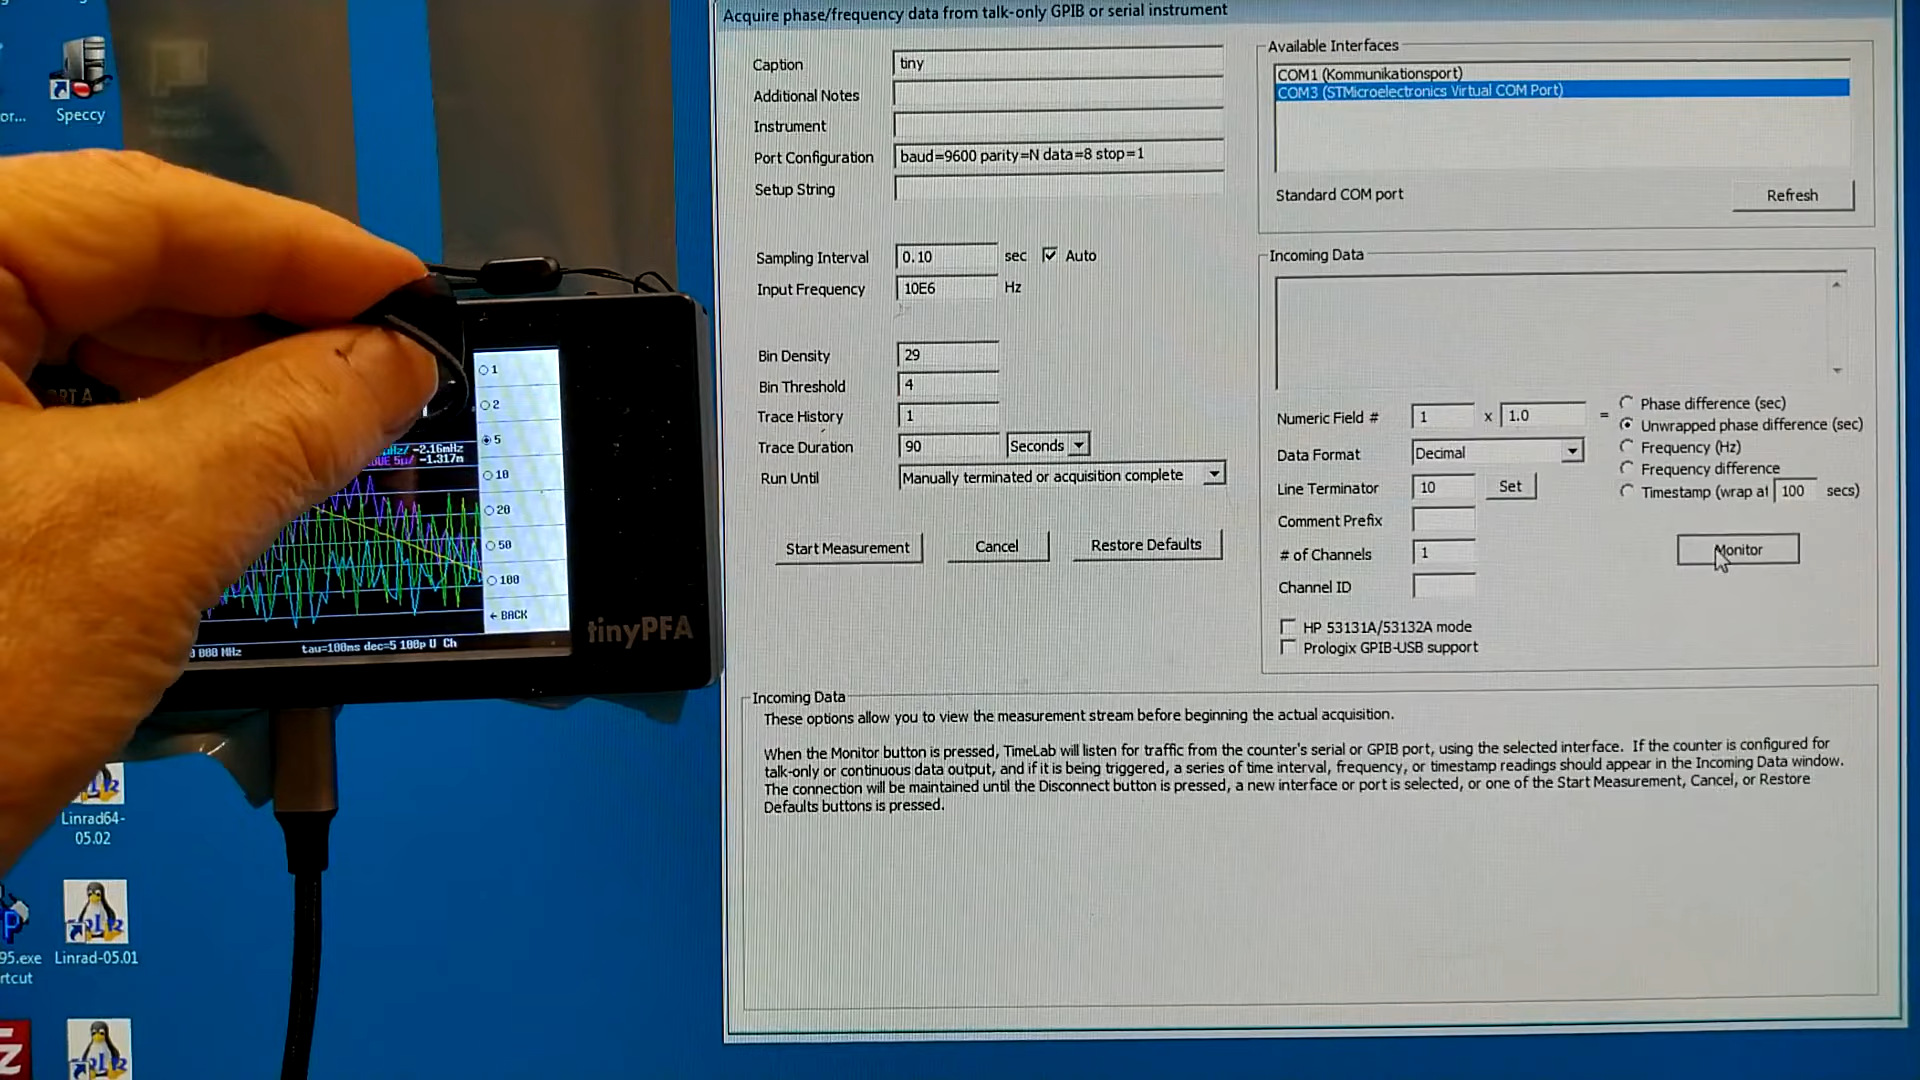 Acquire phase/frequency data from talk-only GPIB or serial instrument
Caption
tiny
Additional Notes
Instrument
Port Configuration
baud=9600 parity=N data=8 stop=1
Setup String
Sampling Interval
0.10
sec
Auto
Input Frequency
10E6
Hz
Bin Density
29
Bin Threshold
4
Trace History
1
Trace Duration
90
Seconds
Run Until
Manually terminated or acquisition complete
Start Measurement
Cancel
Restore Defaults
Available Interfaces
COM1 (Kommunikationsport)
COM3 (STMicroelectronics Virtual COM Port)
Standard COM port
Refresh
Incoming Data
Numeric Field #
1
x
1.0
=
Phase difference (sec)
Unwrapped phase difference (sec)
Frequency (Hz)
Frequency difference
Timestamp (wrap at
100
secs)
Data Format
Decimal
Line Terminator
10
Set
Comment Prefix
# of Channels
1
Channel ID
Monitor
HP 53131A/53132A mode
Prologix GPIB-USB support
Incoming Data
These options allow you to view the measurement stream before beginning the actual acquisition.
When the Monitor button is pressed, TimeLab will listen for traffic from the counter's serial or GPIB port, using the selected interface. If the counter is configured for
talk-only or continuous data output, and if it is being triggered, a series of time interval, frequency, or timestamp readings should appear in the Incoming Data window.
The connection will be maintained until the Disconnect button is pressed, a new interface or port is selected, or one of the Start Measurement, Cancel, or Restore
Defaults buttons is pressed.
Speccy
or...
RT A
1
2
5
10
20
50
100
← BACK
-2.16mHz
5µ/ -1.317m
000 MHz
tau=100ms dec=5 100p U Ch
tinyPFA
Linrad64-
05.02
95.exe
rtcut
Linrad-05.01